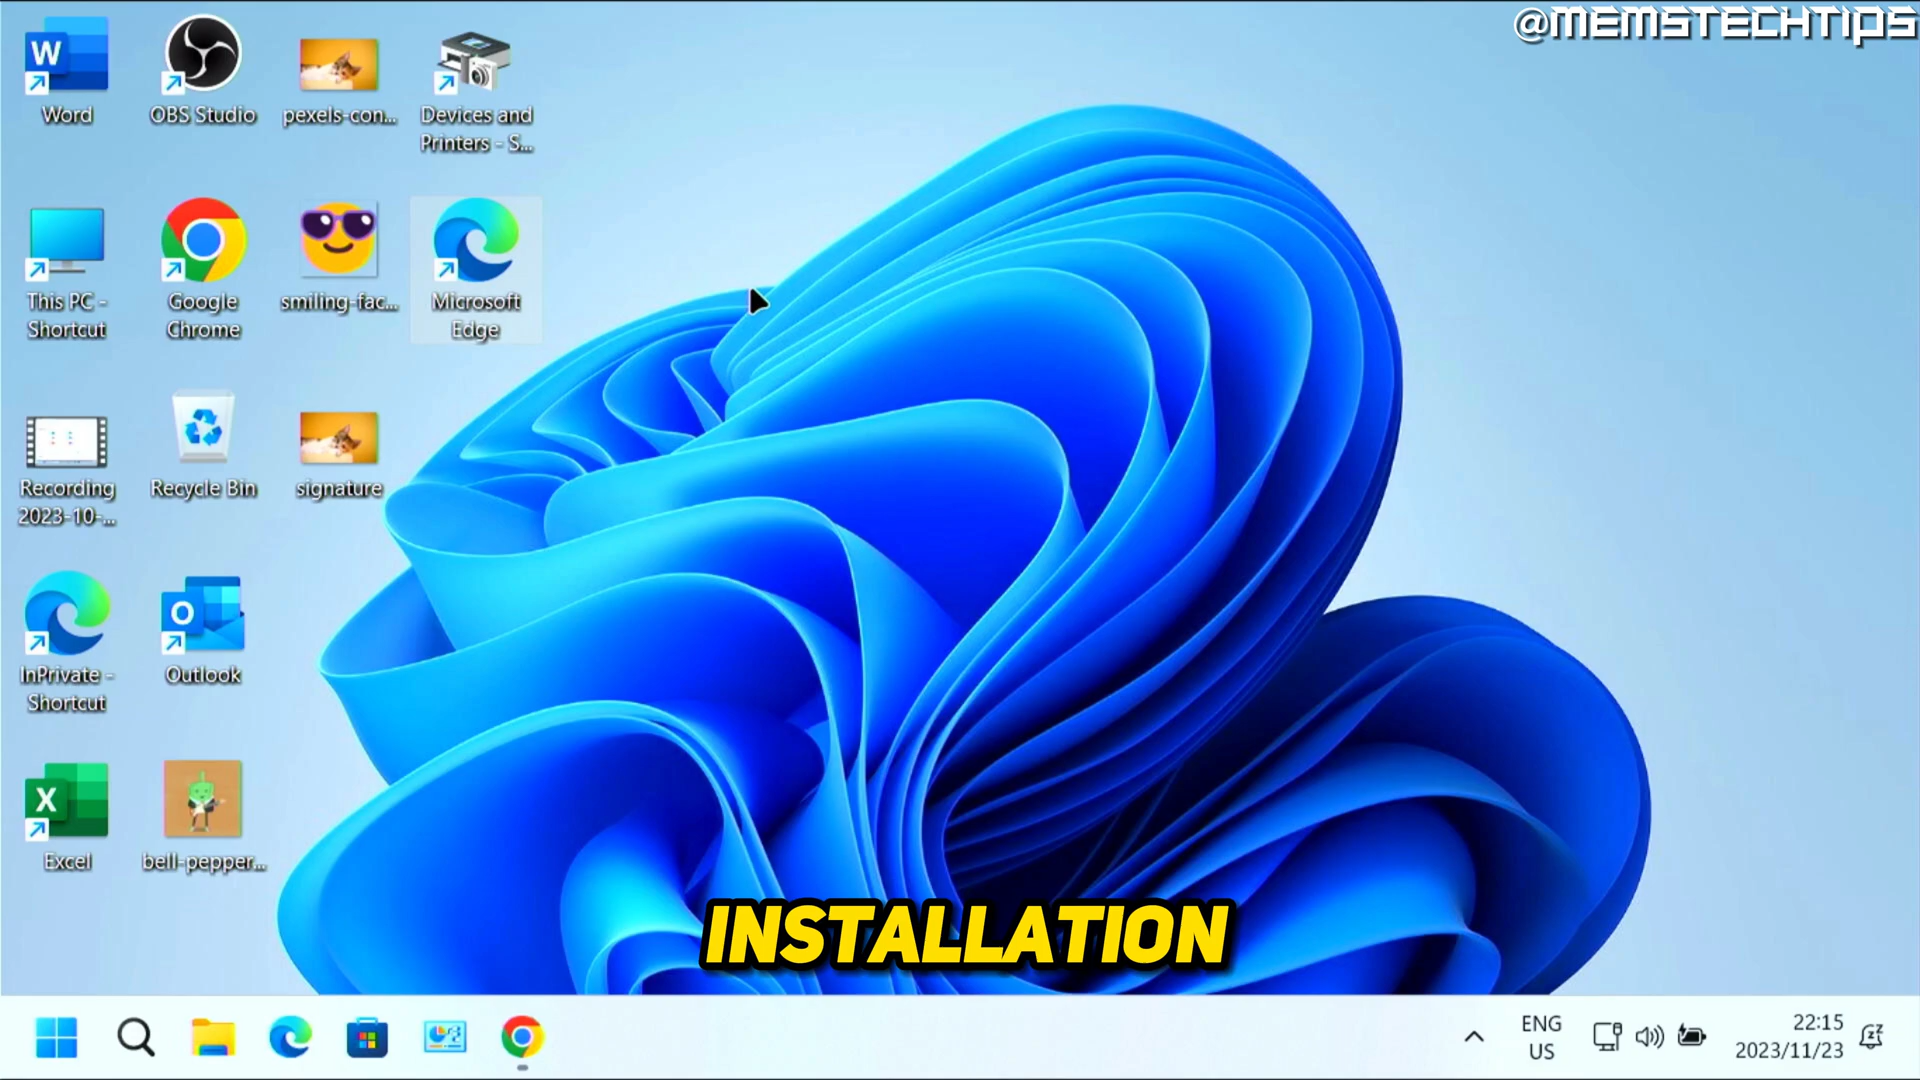 @MEMSTECHTIPS
Word
OBS Studio
pexels-con...
Devices and
Printers - S...
This PC -
Shortcut
Google
Chrome
smiling-fac...
Microsoft
Edge
Recording
2023-10-...
Recycle Bin
signature
InPrivate -
Shortcut
Outlook
Excel
bell-pepper...
INSTALLATION
ENG
US
22:15
2023/11/23